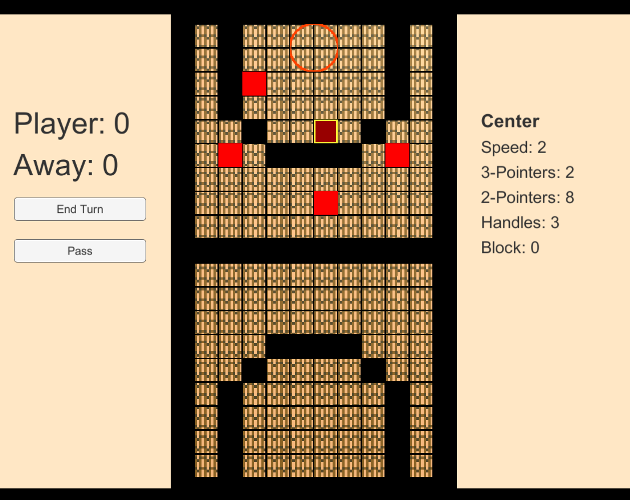 Player: 0
Away: 0
End Turn
Pass
Center
Speed: 2
3-Pointers: 2
2-Pointers: 8
Handles: 3
Block: 0